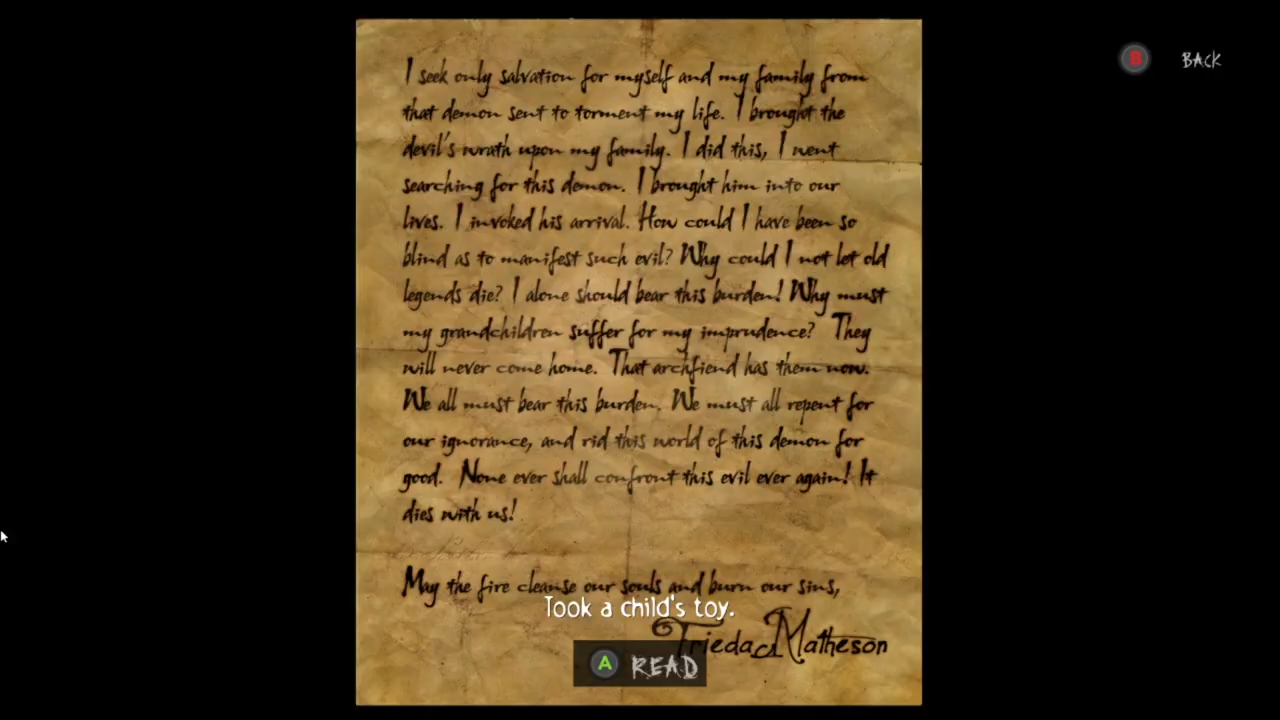 B BACK
I seek only salvation for myself and my family from
that demon sent to torment my life. I brought the
devil's wrath upon my family. I did this, I went
searching for this demon. I brought him into our
lives. I invoked his arrival. How could I have been so
blind as to manifest such evil? Why could I not let old
legends die? I alone should bear this burden! Why must
my grandchildren suffer for my imprudence? They
will never come home. That archfiend has them now.
We all must bear this burden. We must all repent for
our ignorance, and rid this world of this demon for
good. None ever shall confront this evil ever again! It
dies with us!
May the fire cleanse our souls and burn our sins,
Took a child's toy.
Frieda Matheson
A READ